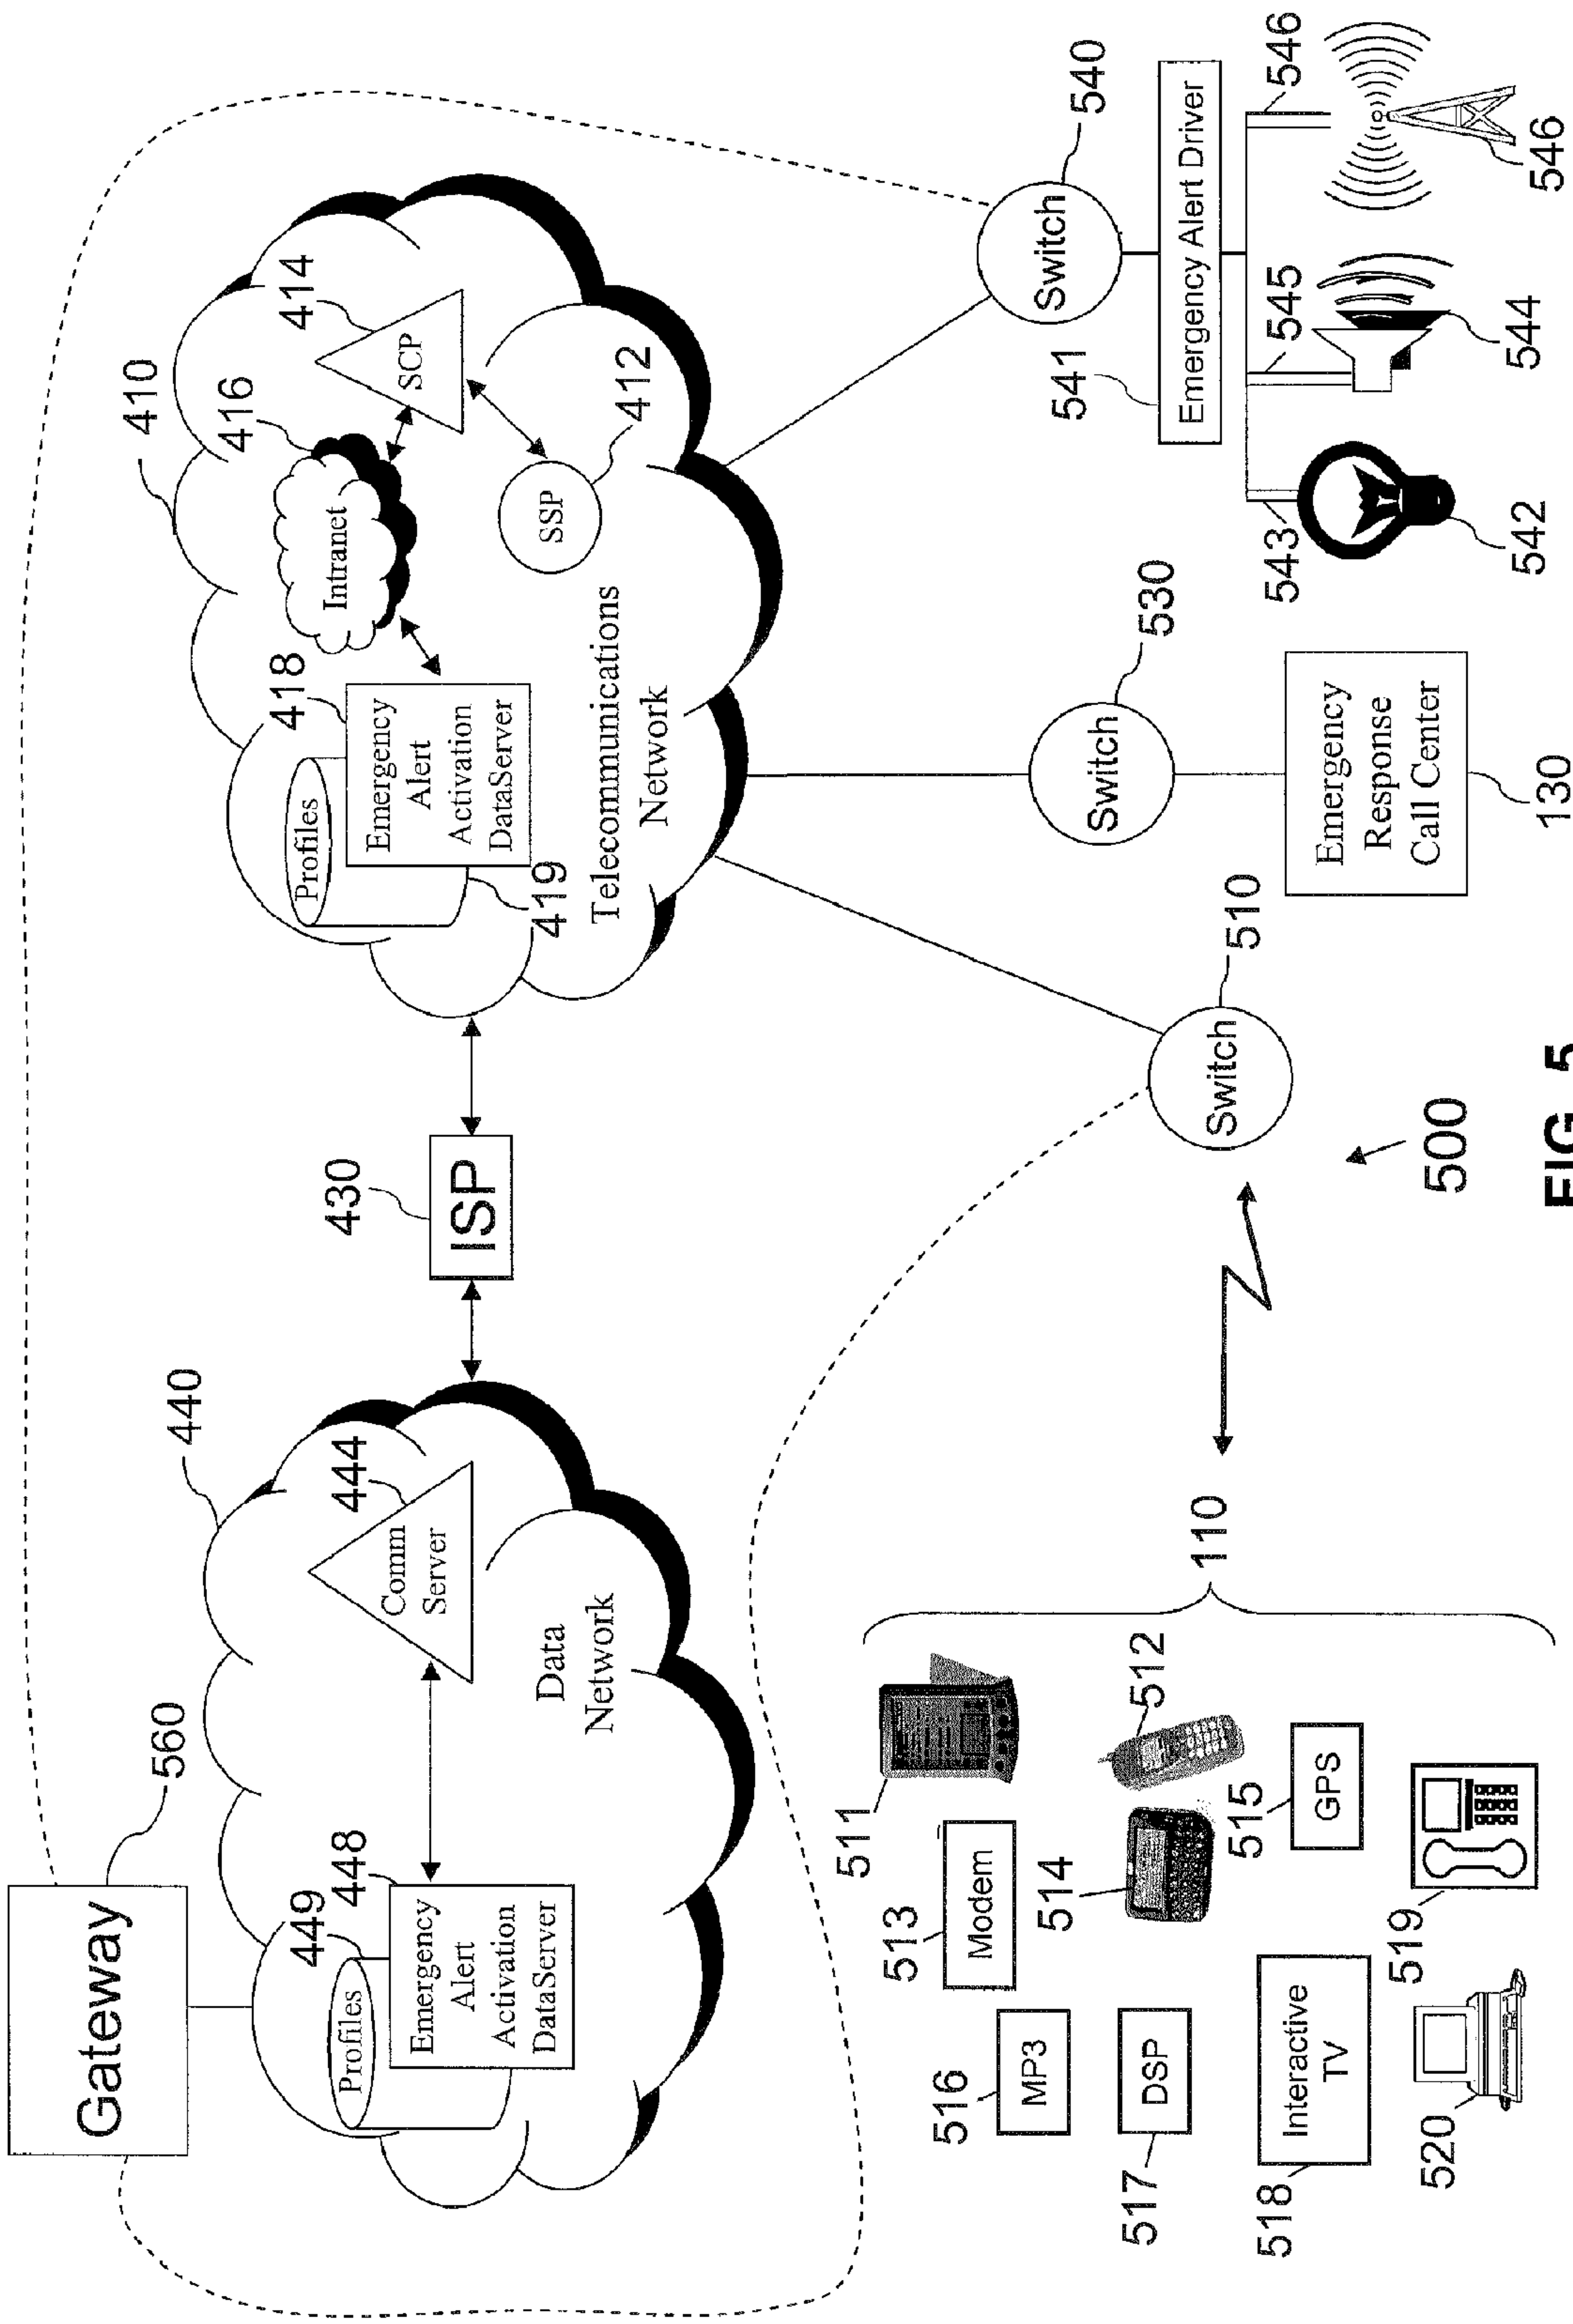 Gateway
560
440
449
448
Profiles
Emergency
Alert
Activation
DataServer
444
Comm
Server
Data
Network
430
ISP
410
416
414
418
419
412
Profiles
Emergency
Alert
Activation
DataServer
Intranet
SCP
SSP
Telecommunications
Network
511
513
Modem
512
514
515
GPS
516
MP3
517
DSP
518
Interactive
TV
519
520
110
Switch
510
Switch
530
Emergency
Response
Call Center
130
Switch
540
541
Emergency Alert Driver
543
542
545
544
546
546
500
FIG. 5